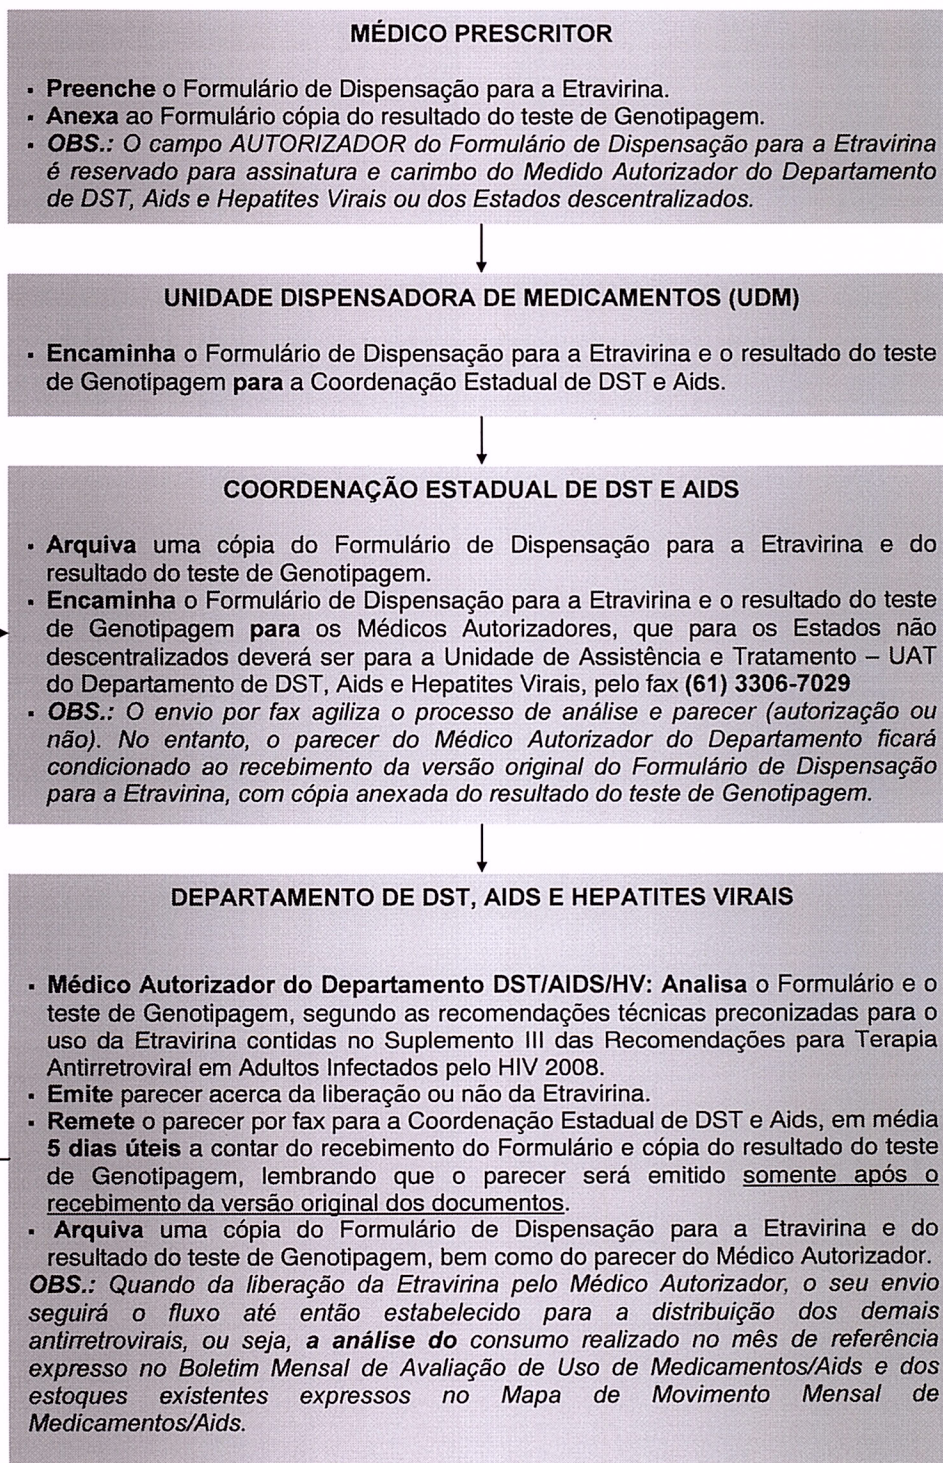 MÉDICO PRESCRITOR
▪ Preenche o Formulário de Dispensação para a Etravirina.
▪ Anexa ao Formulário cópia do resultado do teste de Genotipagem.
▪ OBS.: O campo AUTORIZADOR do Formulário de Dispensação para a Etravirina
é reservado para assinatura e carimbo do Medido Autorizador do Departamento
de DST, Aids e Hepatites Virais ou dos Estados descentralizados.
UNIDADE DISPENSADORA DE MEDICAMENTOS (UDM)
▪ Encaminha o Formulário de Dispensação para a Etravirina e o resultado do teste
de Genotipagem para a Coordenação Estadual de DST e Aids.
COORDENAÇÃO ESTADUAL DE DST E AIDS
▪ Arquiva uma cópia do Formulário de Dispensação para a Etravirina e do
resultado do teste de Genotipagem.
▪ Encaminha o Formulário de Dispensação para a Etravirina e o resultado do teste
de Genotipagem para os Médicos Autorizadores, que para os Estados não
descentralizados deverá ser para a Unidade de Assistência e Tratamento – UAT
do Departamento de DST, Aids e Hepatites Virais, pelo fax (61) 3306-7029
▪ OBS.: O envio por fax agiliza o processo de análise e parecer (autorização ou
não). No entanto, o parecer do Médico Autorizador do Departamento ficará
condicionado ao recebimento da versão original do Formulário de Dispensação
para a Etravirina, com cópia anexada do resultado do teste de Genotipagem.
DEPARTAMENTO DE DST, AIDS E HEPATITES VIRAIS
▪ Médico Autorizador do Departamento DST/AIDS/HV: Analisa o Formulário e o
teste de Genotipagem, segundo as recomendações técnicas preconizadas para o
uso da Etravirina contidas no Suplemento III das Recomendações para Terapia
Antirretroviral em Adultos Infectados pelo HIV 2008.
▪ Emite parecer acerca da liberação ou não da Etravirina.
▪ Remete o parecer por fax para a Coordenação Estadual de DST e Aids, em média
5 dias úteis a contar do recebimento do Formulário e cópia do resultado do teste
de Genotipagem, lembrando que o parecer será emitido somente após o
recebimento da versão original dos documentos.
▪ Arquiva uma cópia do Formulário de Dispensação para a Etravirina e do
resultado do teste de Genotipagem, bem como do parecer do Médico Autorizador.
OBS.: Quando da liberação da Etravirina pelo Médico Autorizador, o seu envio
seguirá o fluxo até então estabelecido para a distribuição dos demais
antirretrovirais, ou seja, a análise do consumo realizado no mês de referência
expresso no Boletim Mensal de Avaliação de Uso de Medicamentos/Aids e dos
estoques existentes expressos no Mapa de Movimento Mensal de
Medicamentos/Aids.